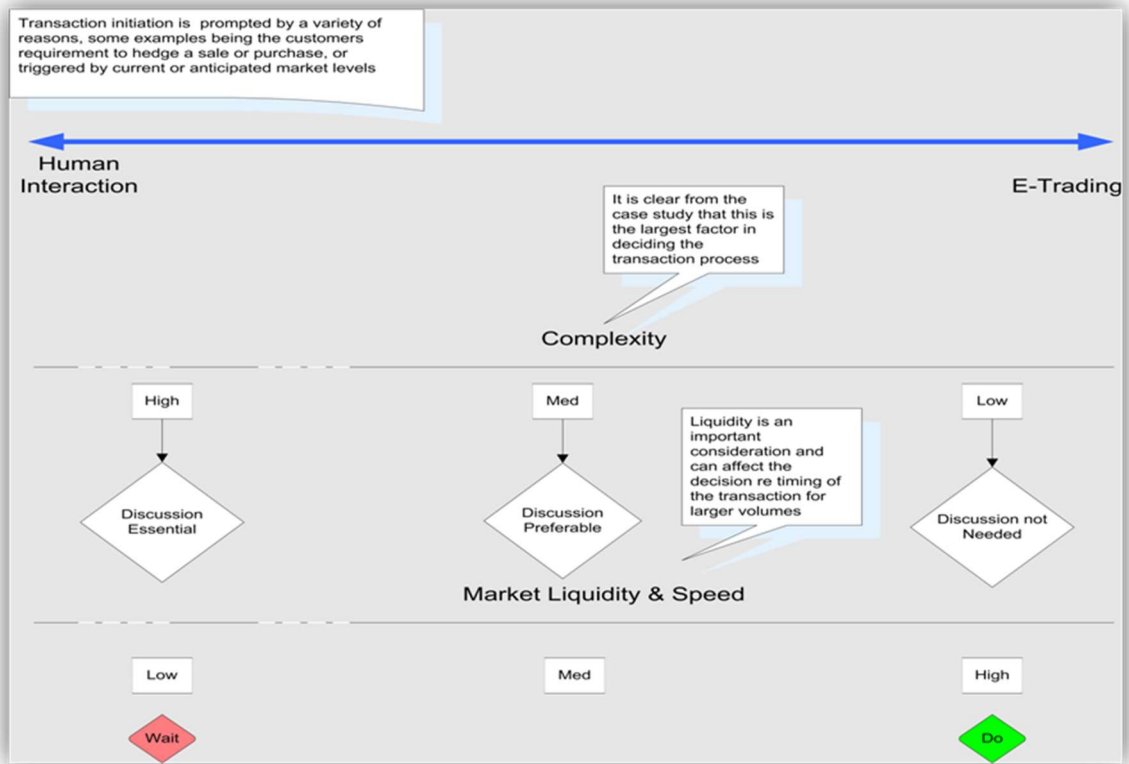 Transaction initiation is  prompted by a variety of
reasons, some examples being the customers
requirement to hedge a sale or purchase, or
triggered by current or anticipated market levels
Human
Interaction
E-Trading
It is clear from the
case study that this is
the largest factor in
deciding the
transaction process
Complexity
High
Med
Low
Liquidity is an
important
consideration and
can affect the
decision re timing of
the transaction for
larger volumes
Discussion
Essential
Discussion
Preferable
Discussion not
Needed
Market Liquidity & Speed
Low
Med
High
Wait
Do